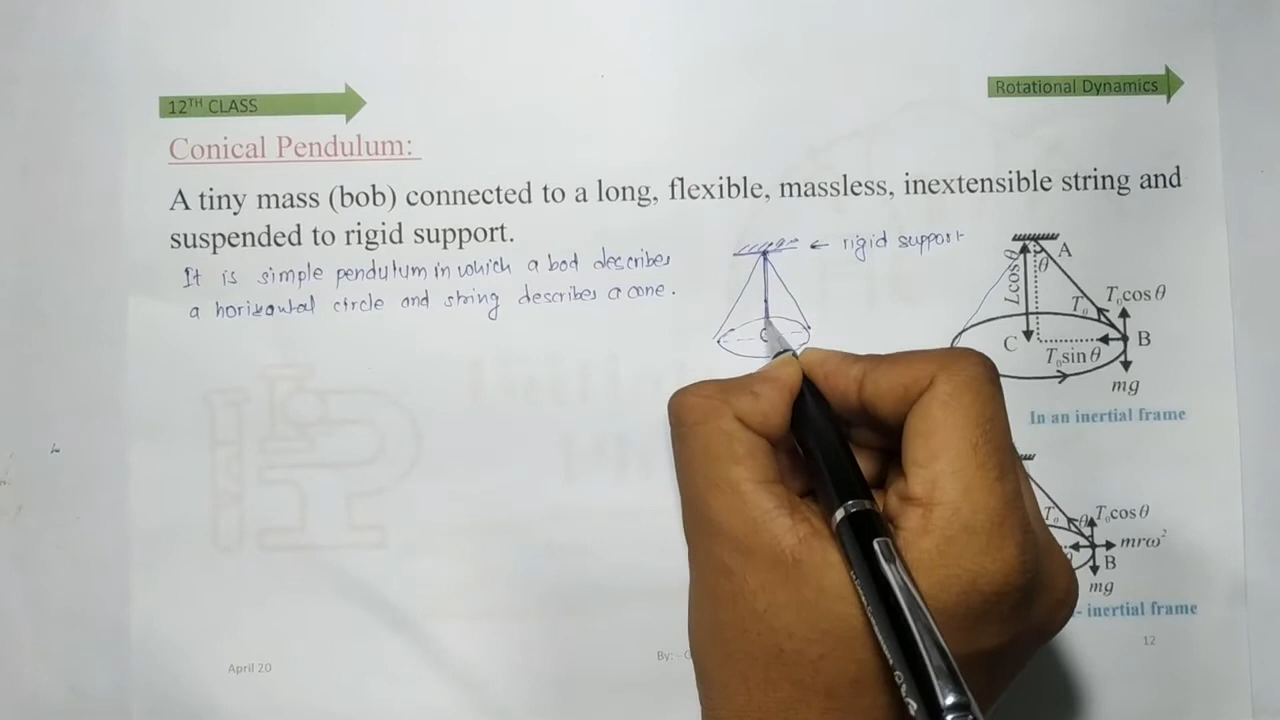 12TH CLASS
Rotational Dynamics
Conical Pendulum:
A tiny mass (bob) connected to a long, flexible, massless, inextensible string and
suspended to rigid support.
It is simple pendulum in which a bod describes
a horizontal circle and string describes a cone.
← rigid support
A
θ
Lcosθ
T₀
T₀cosθ
C
T₀sinθ
B
mg
In an inertial frame
T₀
θ
T₀cosθ
mrω²
B
mg
- inertial frame
April 20
By:-
12